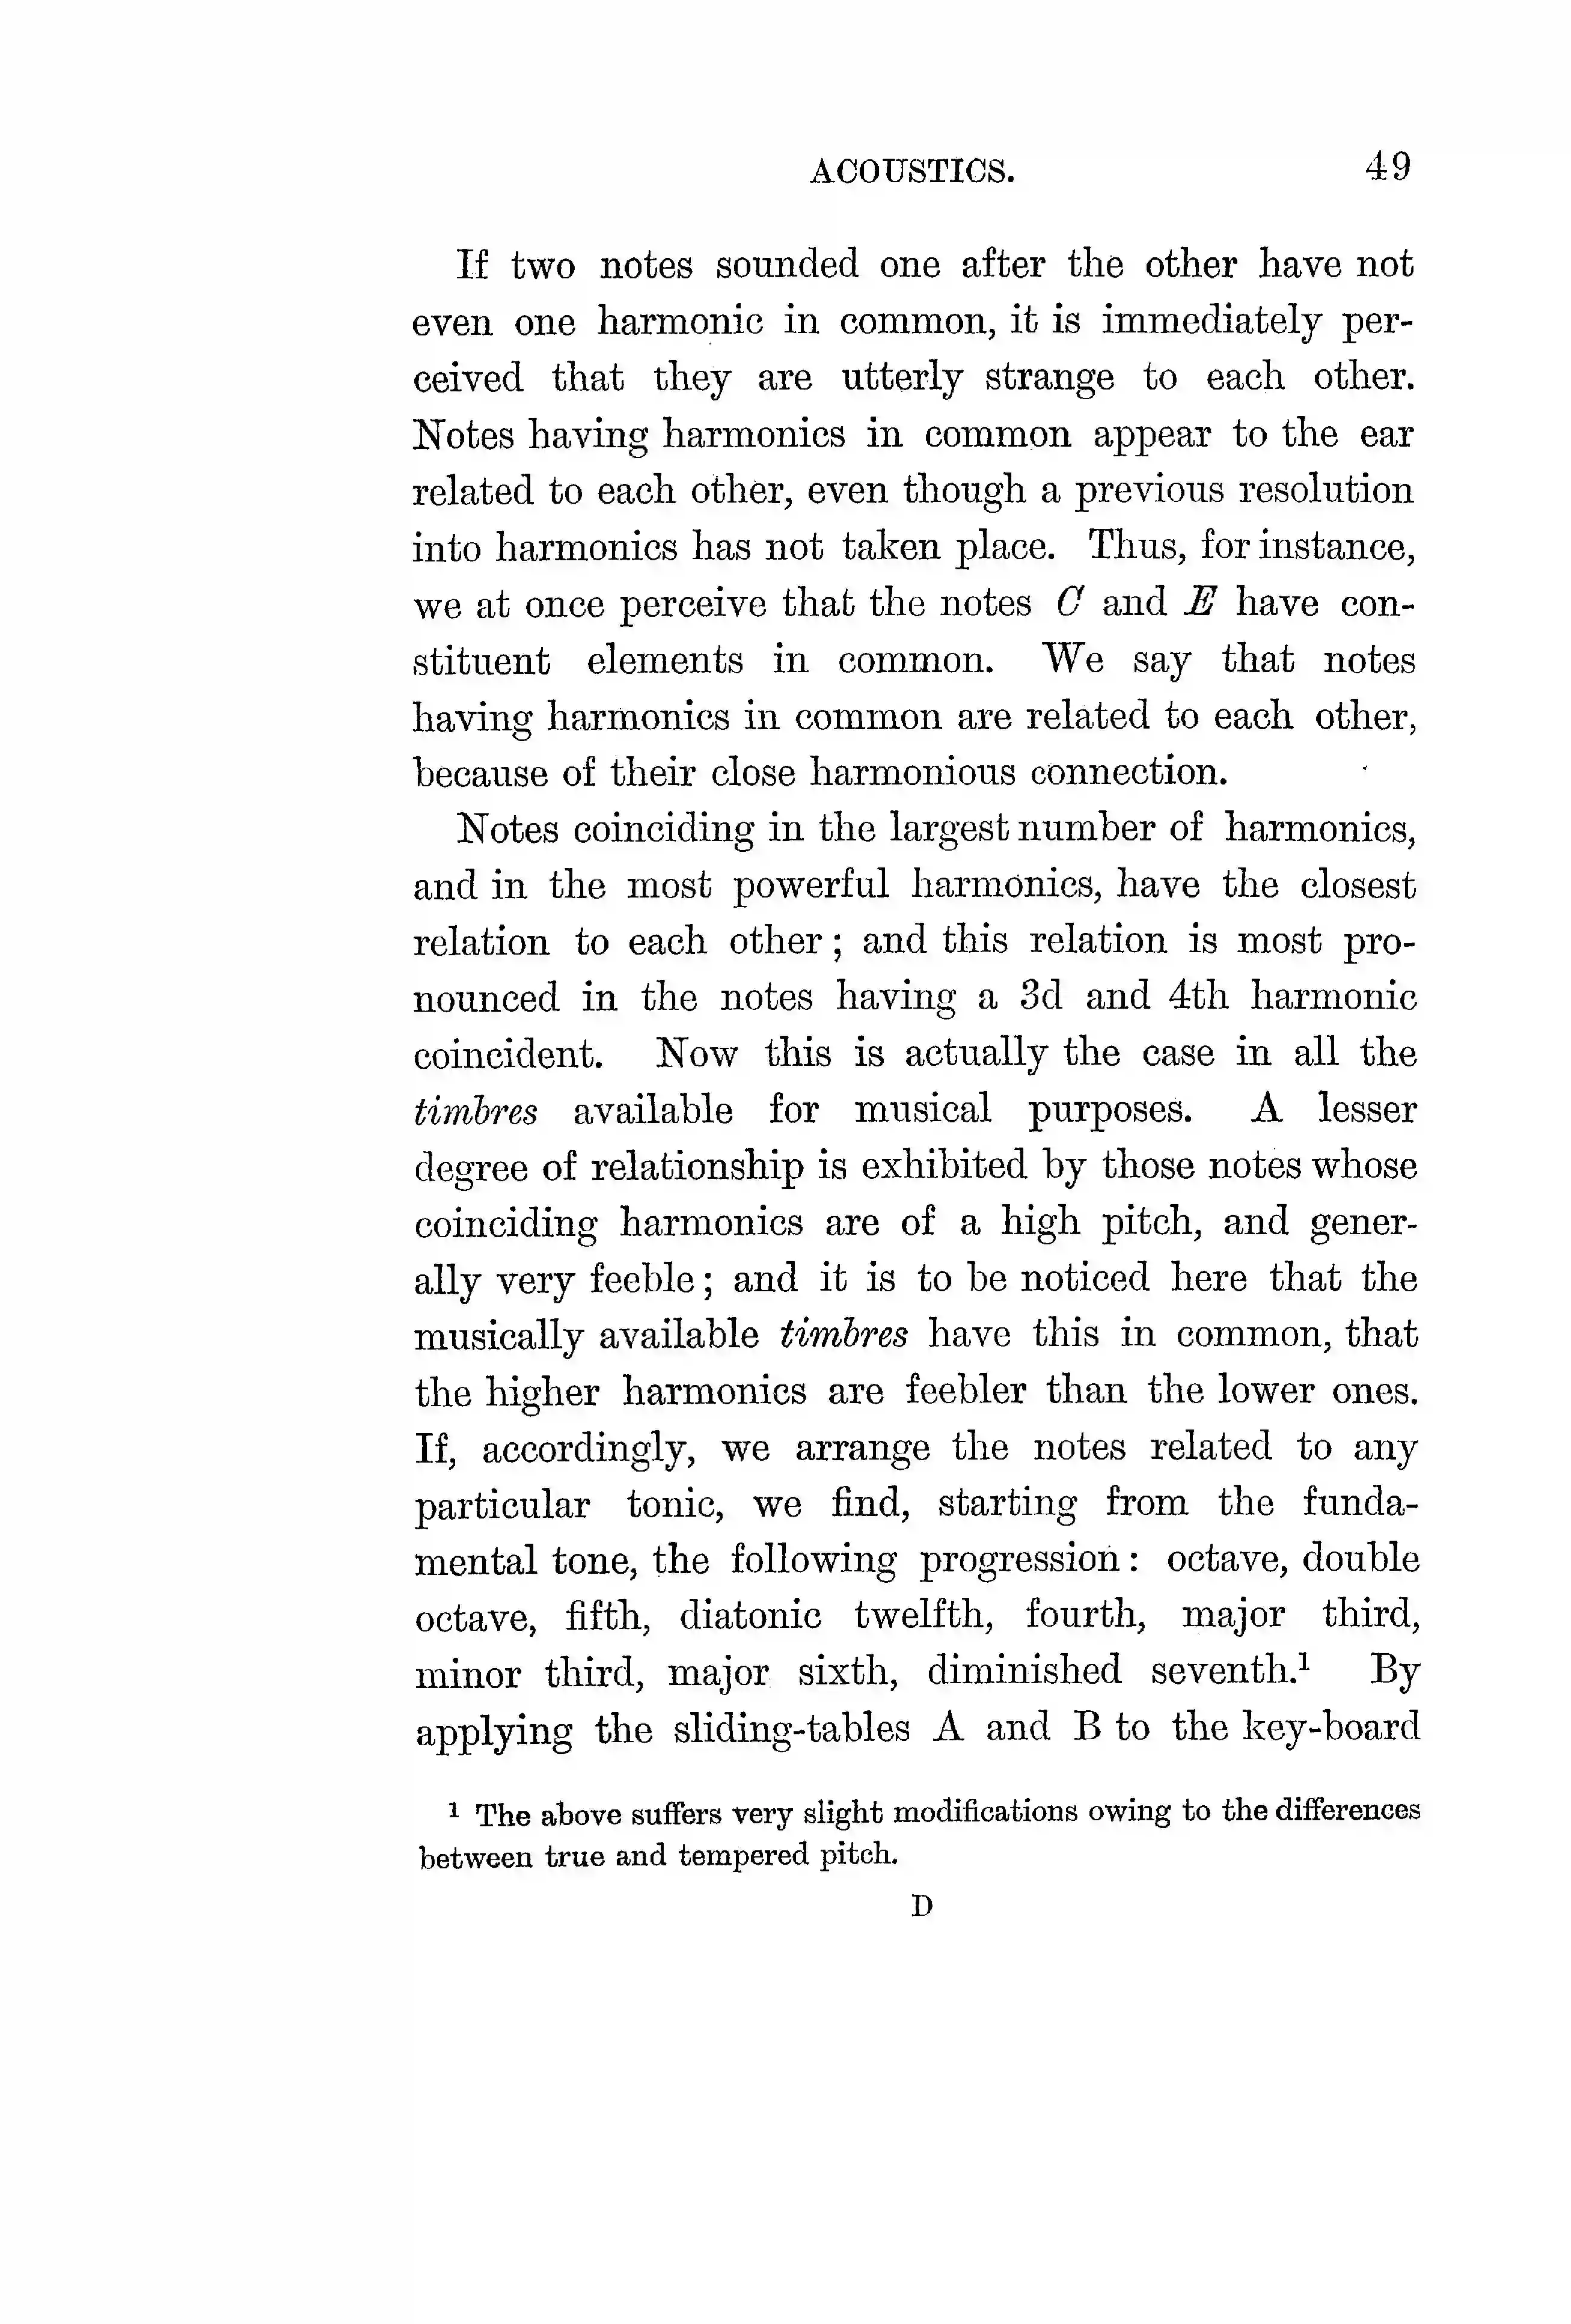 ACOUSTICS. 49
If two notes sounded one after the other have not
even one harmonic in common, it is immediately per-
ceived that they are utterly strange to each other.
Notes having harmonics in common appear to the ear
related to each other, even though a previous resolution
into harmonics has not taken place. Thus, for instance,
we at once perceive that the notes C and E have con-
stituent elements in common. We say that notes
having harmonics in common are related to each other,
because of their close harmonious connection.
Notes coinciding in the largest number of harmonics,
and in the most powerful harmonics, have the closest
relation to each other; and this relation is most pro-
nounced in the notes having a 3d and 4th harmonic
coincident. Now this is actually the case in all the
timbres available for musical purposes. A lesser
degree of relationship is exhibited by those notes whose
coinciding harmonics are of a high pitch, and gener-
ally very feeble; and it is to be noticed here that the
musically available timbres have this in common, that
the higher harmonics are feebler than the lower ones.
If, accordingly, we arrange the notes related to any
particular tonic, we find, starting from the funda-
mental tone, the following progression: octave, double
octave, fifth, diatonic twelfth, fourth, major third,
minor third, major sixth, diminished seventh.¹ By
applying the sliding-tables A and B to the key-board
¹ The above suffers very slight modifications owing to the differences
between true and tempered pitch.
D